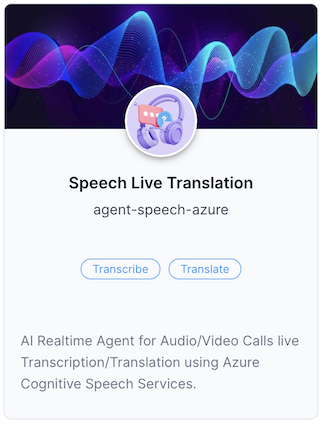 Speech Live Translation
agent-speech-azure
Transcribe Translate
AI Realtime Agent for Audio/Video Calls live
Transcription/Translation using Azure
Cognitive Speech Services.